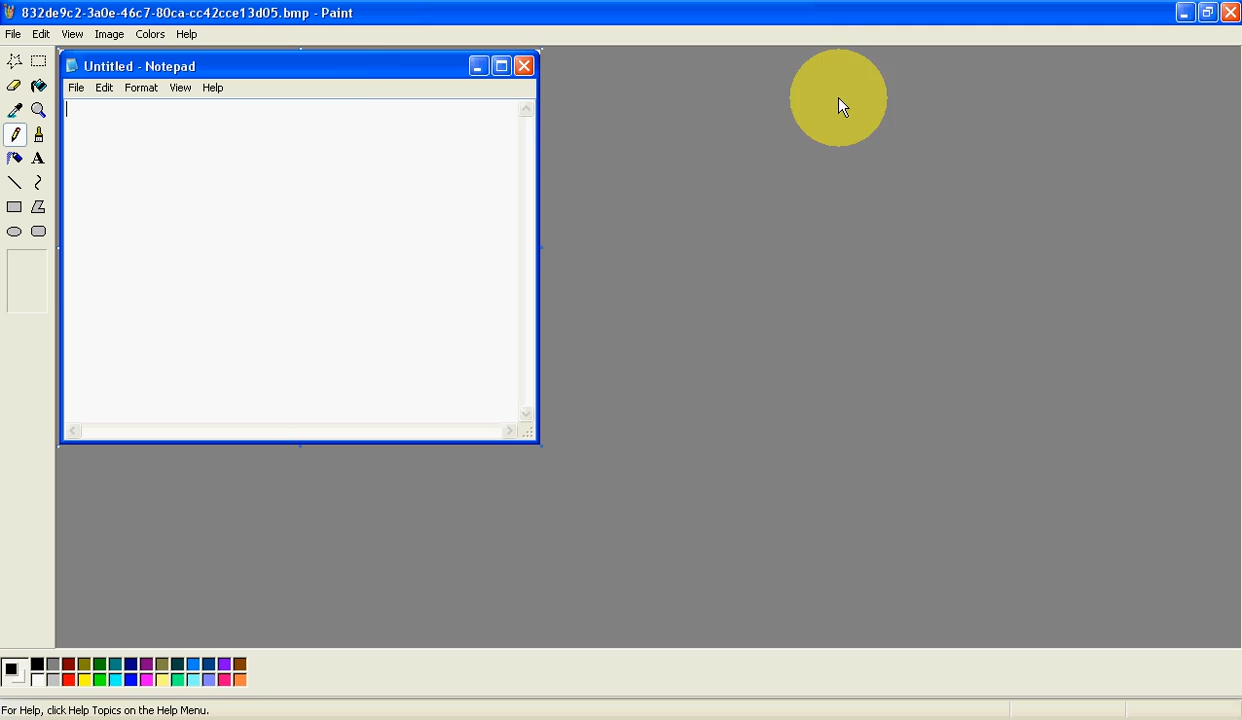 832de9c2-3a0e-46c7-80ca-cc42cce13d05.bmp - Paint
File Edit View Image Colors Help
Untitled - Notepad
File Edit Format View Help
A
For Help, click Help Topics on the Help Menu.